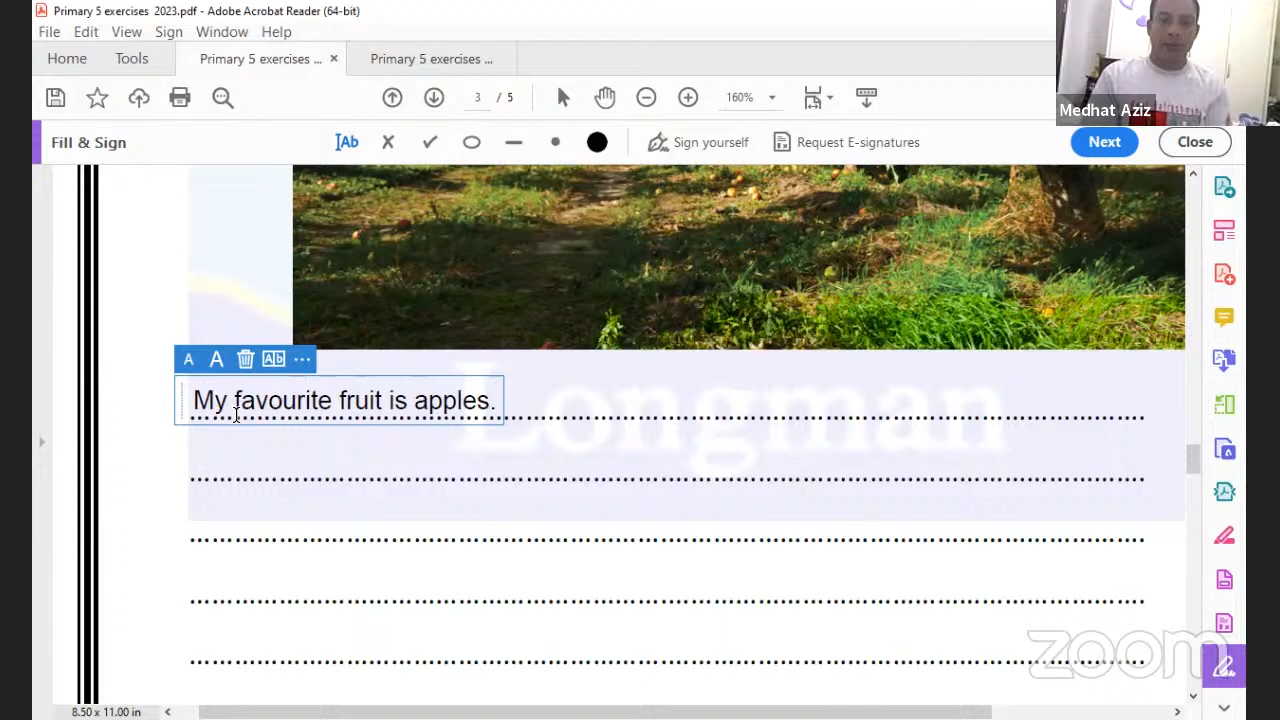 Primary 5 exercises 2023.pdf - Adobe Acrobat Reader (64-bit)
File Edit View Sign Window Help
Home Tools Primary 5 exercises ... × Primary 5 exercises ...
3 / 5 160%
Medhat Aziz
Fill & Sign Ab Sign yourself Request E-signatures Next Close
A A Ab ...
Longman
My favourite fruit is apples.
zoom
8.50 x 11.00 in